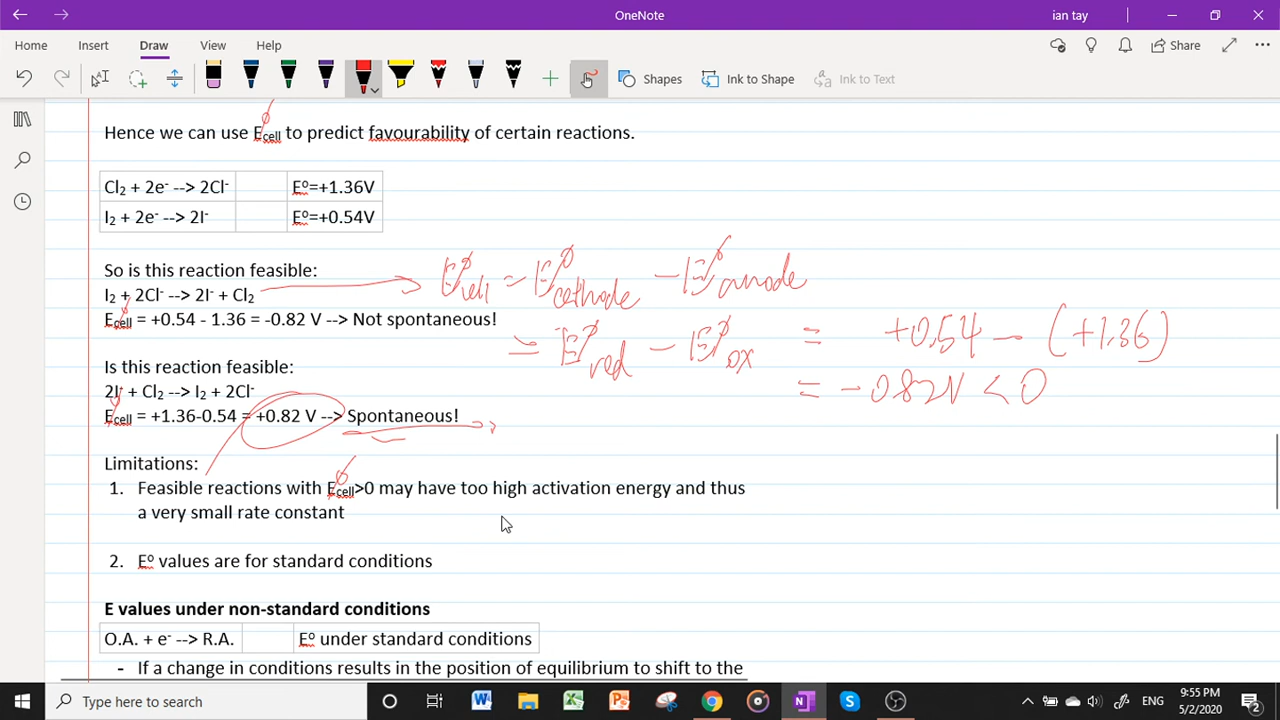 OneNote
ian tay
Home Insert Draw View Help
Share
Shapes
Ink to Shape
Ink to Text
Hence we can use Ecell to predict favourability of certain reactions.
Cl₂ + 2e⁻ --> 2Cl⁻ Eº=+1.36V
I₂ + 2e⁻ --> 2I⁻ Eº=+0.54V
So is this reaction feasible:
I₂ + 2Cl⁻ --> 2I⁻ + Cl₂
Ecell = +0.54 - 1.36 = -0.82 V --> Not spontaneous!
E⦵cell = E⦵cathode - E⦵anode
= E⦵red - E⦵ox = +0.54 - (+1.36)
= -0.82V < 0
Is this reaction feasible:
2I⁻ + Cl₂ --> I₂ + 2Cl⁻
Ecell = +1.36-0.54 = +0.82 V --> Spontaneous!
Limitations:
1. Feasible reactions with Ecell>0 may have too high activation energy and thus
a very small rate constant
2. Eº values are for standard conditions
E values under non-standard conditions
O.A. + e⁻ --> R.A. Eº under standard conditions
- If a change in conditions results in the position of equilibrium to shift to the
Type here to search
ENG
9:55 PM
5/2/2020
2